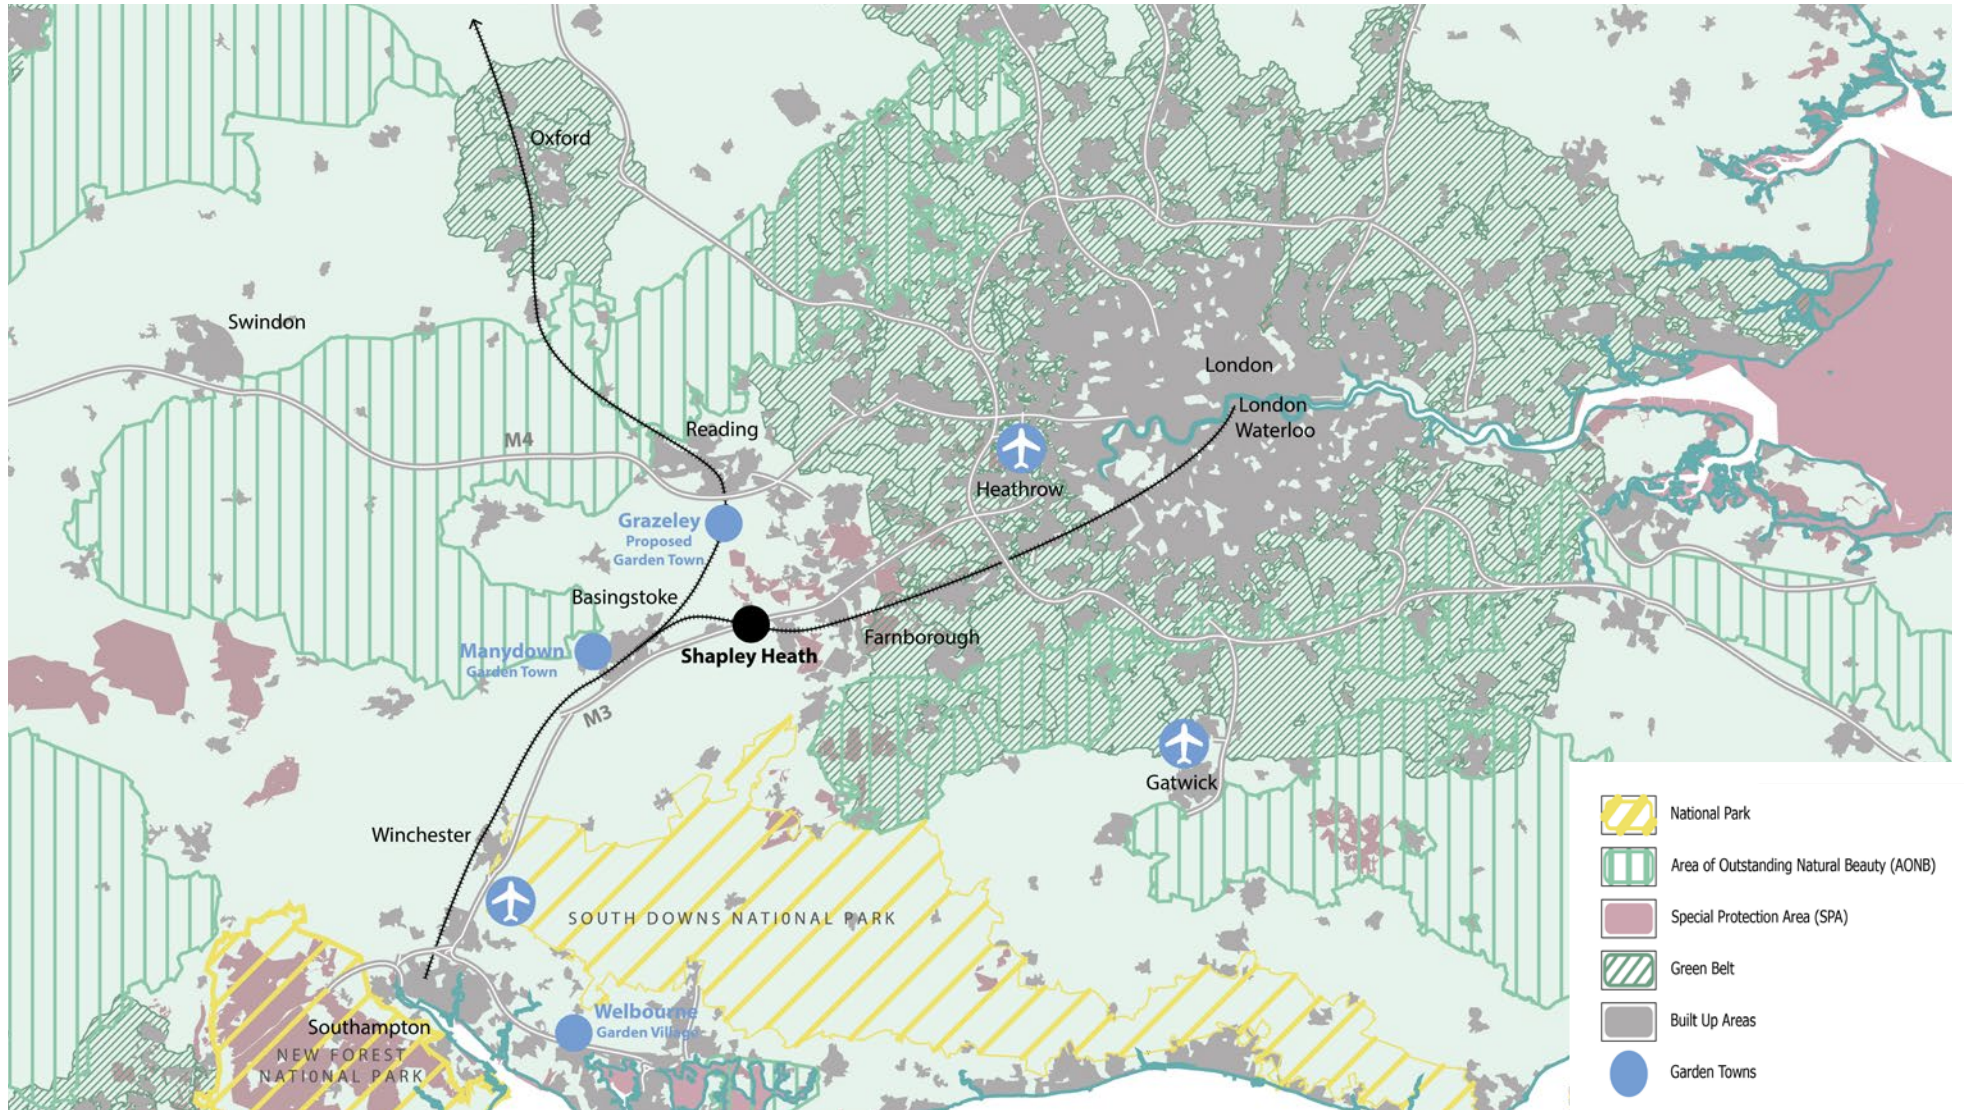 Oxford
Swindon
London
London
Waterloo
Reading
M4
Heathrow
Grazeley
Proposed
Garden Town
Basingstoke
Farnborough
Manydown
Garden Town
Shapley Heath
M3
Gatwick
Winchester
SOUTH DOWNS NATIONAL PARK
Welbourne
Garden Village
Southampton
NEW FOREST
NATIONAL PARK
National Park
Area of Outstanding Natural Beauty (AONB)
Special Protection Area (SPA)
Green Belt
Built Up Areas
Garden Towns